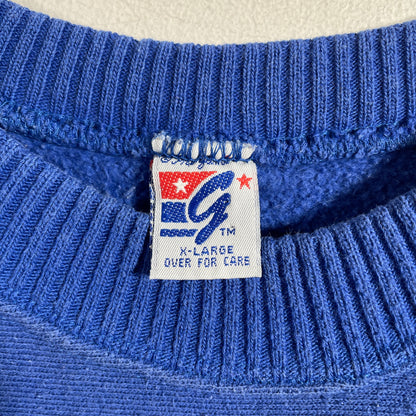 G
TM
X-LARGE
OVER FOR CARE